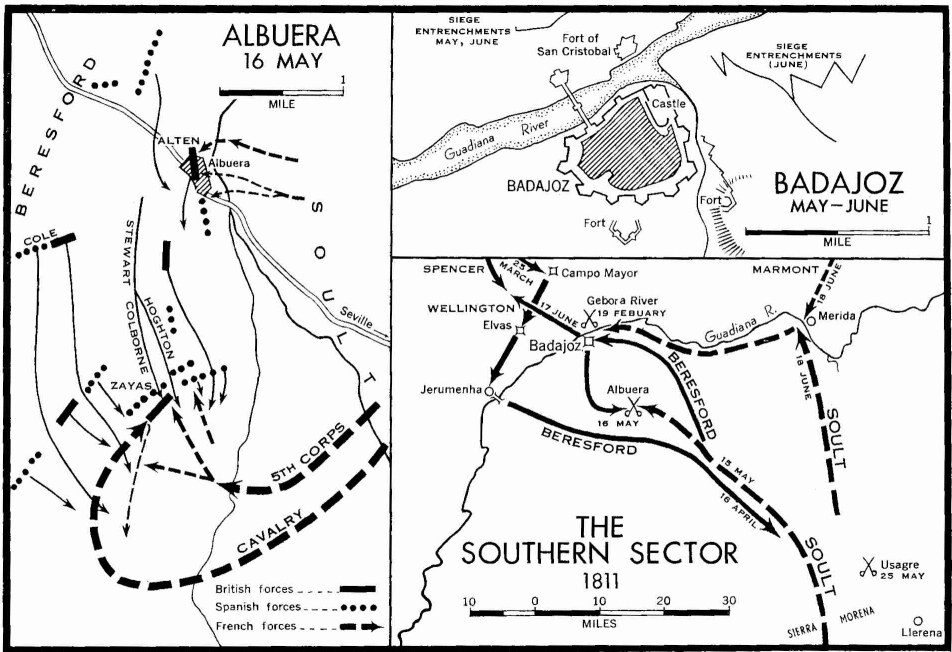 ALBUERA
16 MAY
1
MILE
BERESFORD
SOULT
ALTEN
Albuera
Seville
COLE
STEWART
COLBORNE
HOGHTON
ZAYAS
5TH CORPS
CAVALRY
British forces
Spanish forces
French forces
SIEGE
ENTRENCHMENTS
MAY, JUNE
Fort of
San Cristobal
SIEGE
ENTRENCHMENTS
(JUNE)
Castle
Guadiana River
BADAJOZ
Fort
Fort
BADAJOZ
MAY—JUNE
1
MILE
SPENCER
25 MARCH
Campo Mayor
MARMONT
18 JUNE
WELLINGTON
17 JUNE
Gebora River
19 FEBUARY
Guadiana R.
Merida
Elvas
Badajoz
18 JUNE
Jerumenha
Albuera
16 MAY
BERESFORD
BERESFORD
SOULT
15 MAY
16 APRIL
THE
SOUTHERN SECTOR
1811
10 0 10 20 30
MILES
SOULT
Usagre
25 MAY
SIERRA MORENA
Llerena